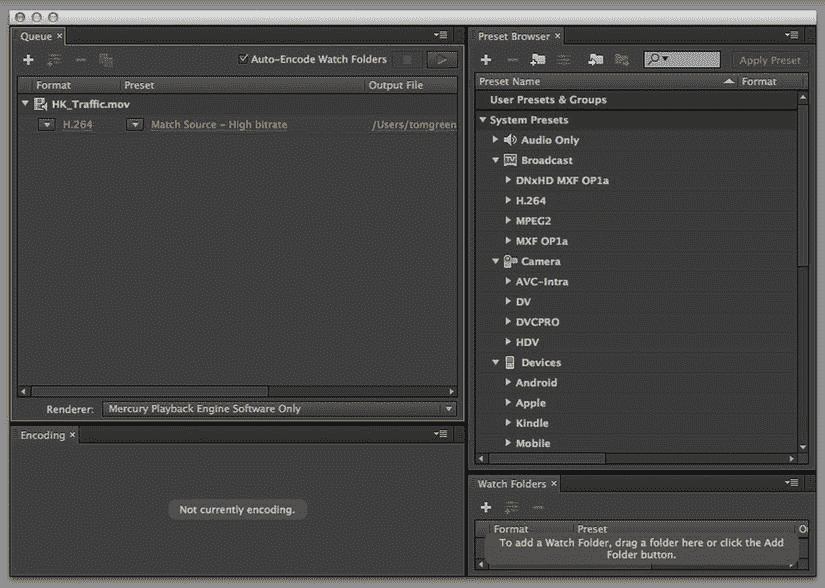 Queue ×
Auto-Encode Watch Folders
Format Preset Output File
HK_Traffic.mov
H.264 Match Source – High bitrate /Users/tomgreen
Renderer: Mercury Playback Engine Software Only
Encoding ×
Not currently encoding.
Preset Browser ×
Apply Preset
Preset Name Format
User Presets & Groups
System Presets
Audio Only
TV Broadcast
DNxHD MXF OP1a
H.264
MPEG2
MXF OP1a
Camera
AVC-Intra
DV
DVCPRO
HDV
Devices
Android
Apple
Kindle
Mobile
Watch Folders ×
Format Preset
To add a Watch Folder, drag a folder here or click the Add
Folder button.